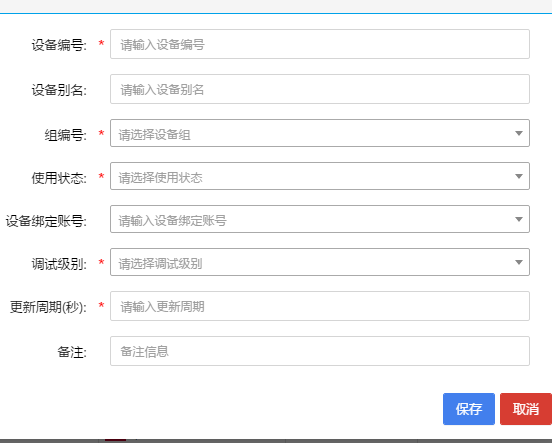 设备编号: * 请输入设备编号
设备别名: 请输入设备别名
组编号: * 请选择设备组
使用状态: * 请选择使用状态
设备绑定账号: 请输入设备绑定账号
调试级别: * 请选择调试级别
更新周期(秒): * 请输入更新周期
备注: 备注信息
保存 取消